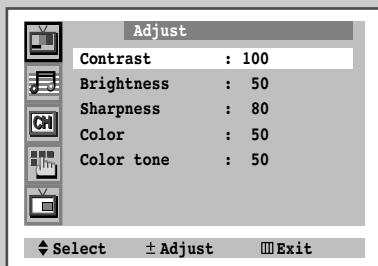 Adjust
Contrast : 100
Brightness : 50
Sharpness : 80
Color : 50
Color tone : 50
CH
Select ± Adjust Exit